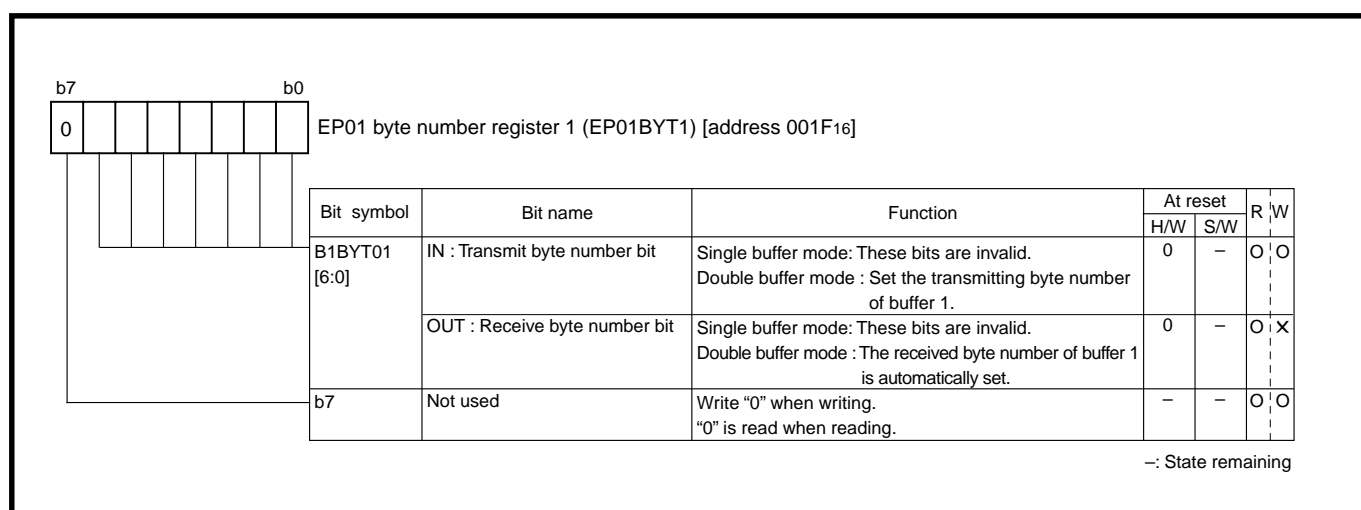 b7 b0
0
EP01 byte number register 1 (EP01BYT1) [address 001F16]
Bit symbol Bit name Function At reset R W
H/W S/W
B1BYT01 IN : Transmit byte number bit Single buffer mode: These bits are invalid. 0 – O O
[6:0] Double buffer mode : Set the transmitting byte number
of buffer 1.
OUT : Receive byte number bit Single buffer mode: These bits are invalid. 0 – O ✕
Double buffer mode : The received byte number of buffer 1
is automatically set.
b7 Not used Write “0” when writing. – – O O
“0” is read when reading.
–: State remaining